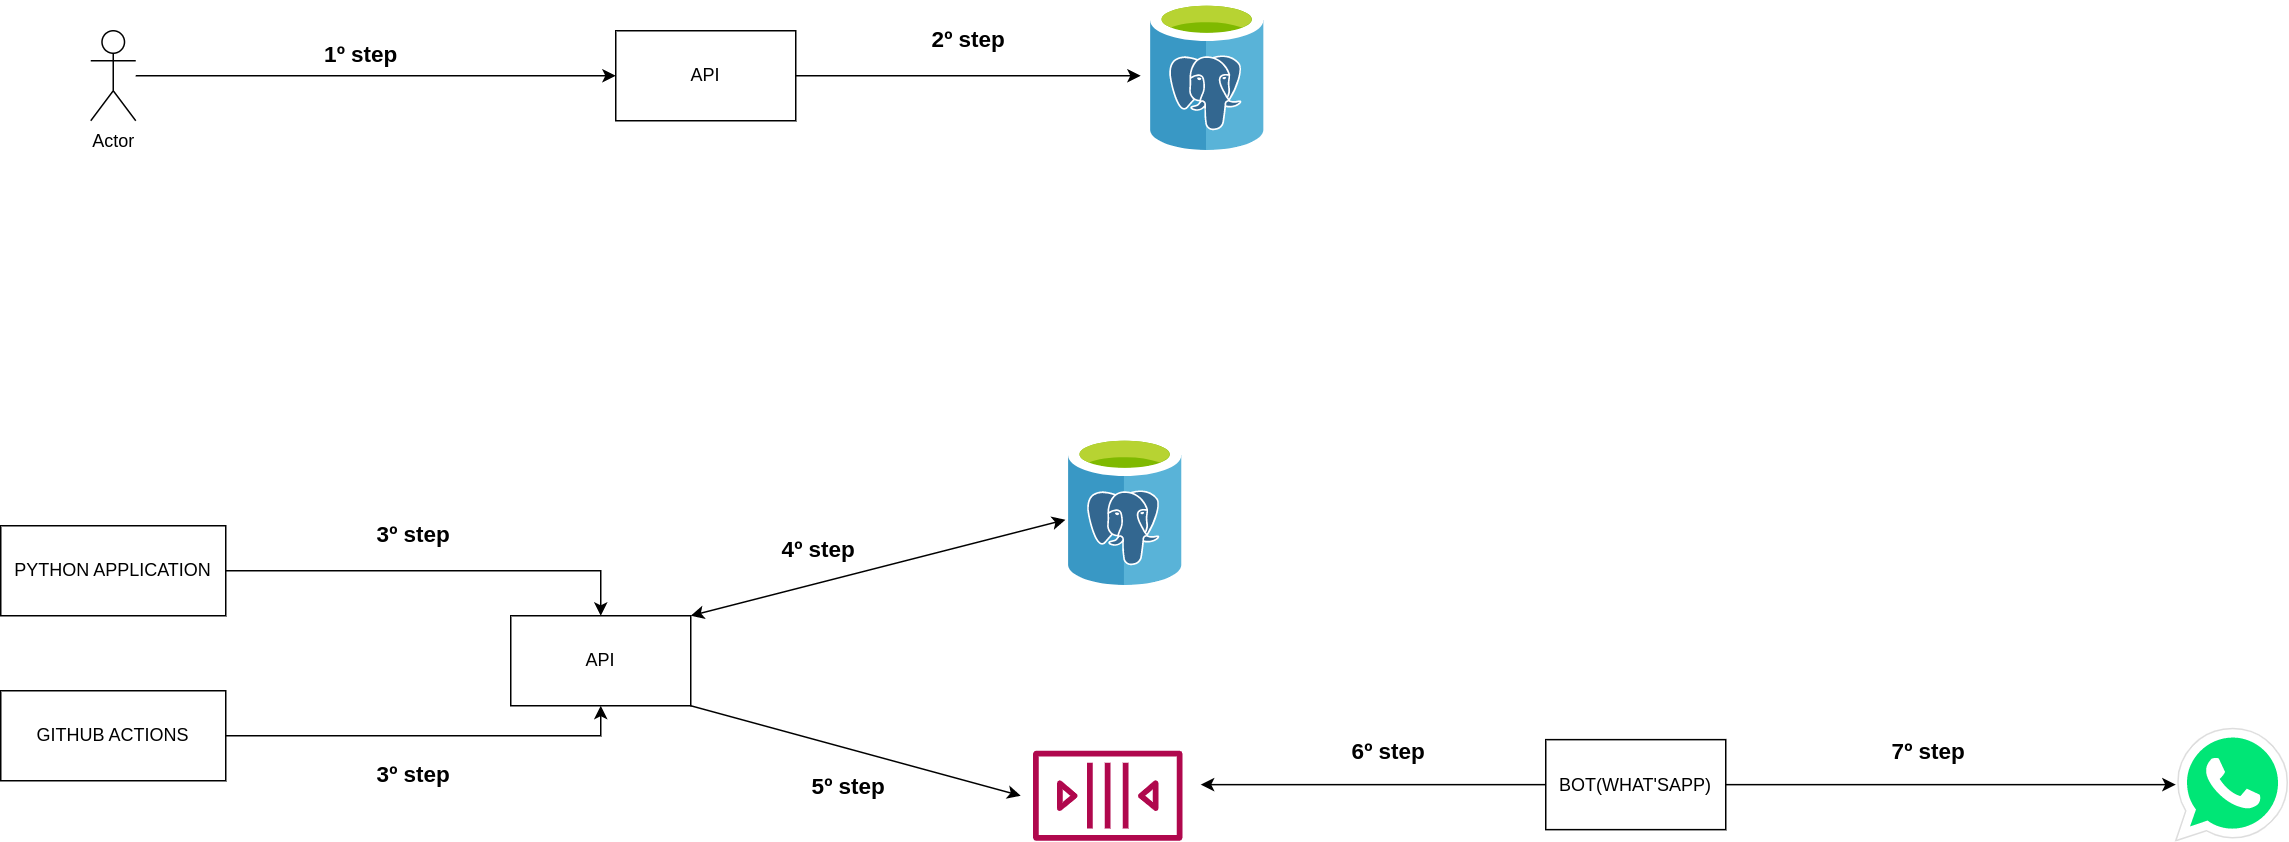 1º step
2º step
API
Actor
3º step
4º step
PYTHON APPLICATION
API
GITHUB ACTIONS
3º step
5º step
6º step
7º step
BOT(WHAT'SAPP)